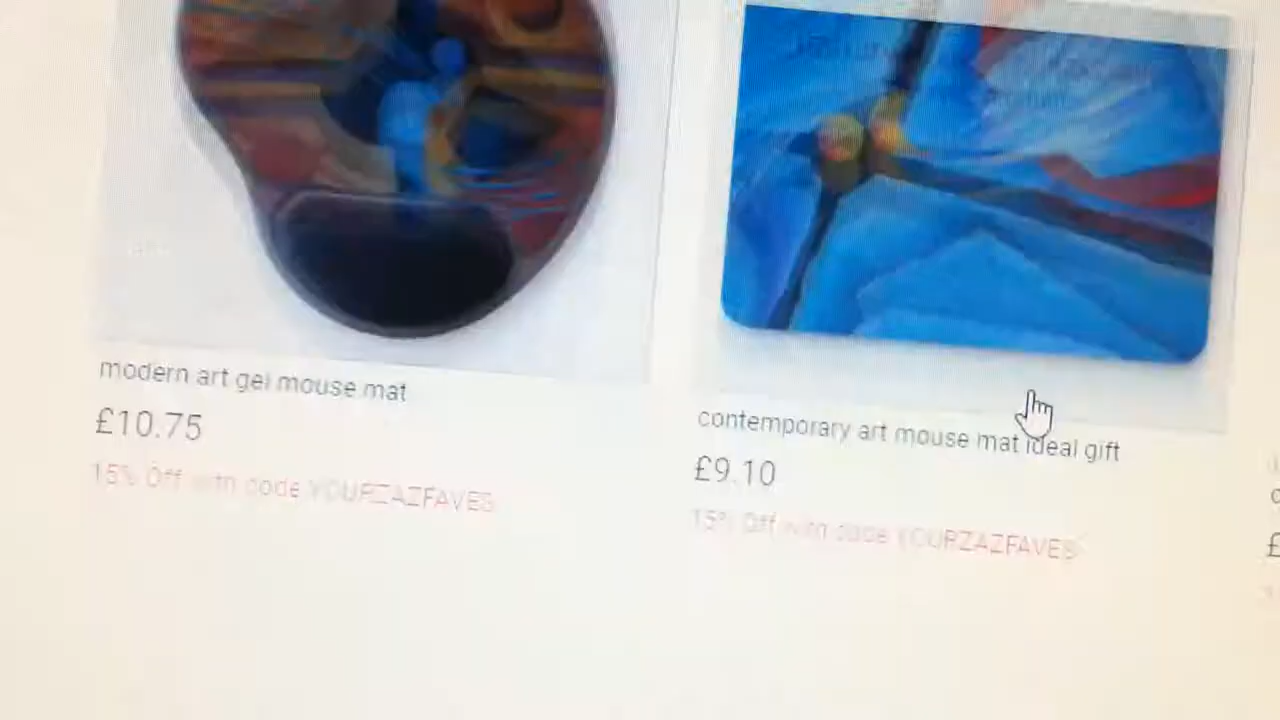 modern art gel mouse mat
£10.75
15% Off with code YOURZAZFAVES
contemporary art mouse mat ideal gift
£9.10
15% Off with code YOURZAZFAVES
£